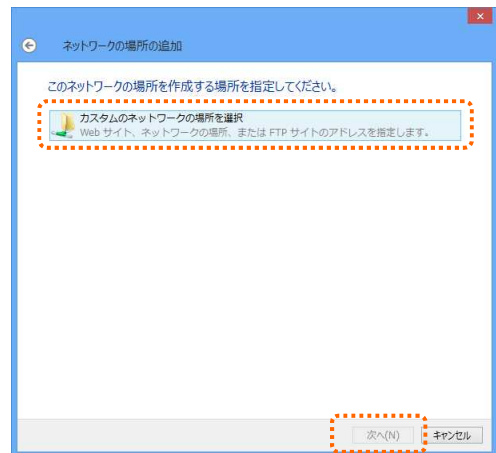 ネットワークの場所の追加
このネットワークの場所を作成する場所を指定してください。
カスタムのネットワークの場所を選択
Web サイト、ネットワークの場所、または FTP サイトのアドレスを指定します。
次へ(N)
キャンセル